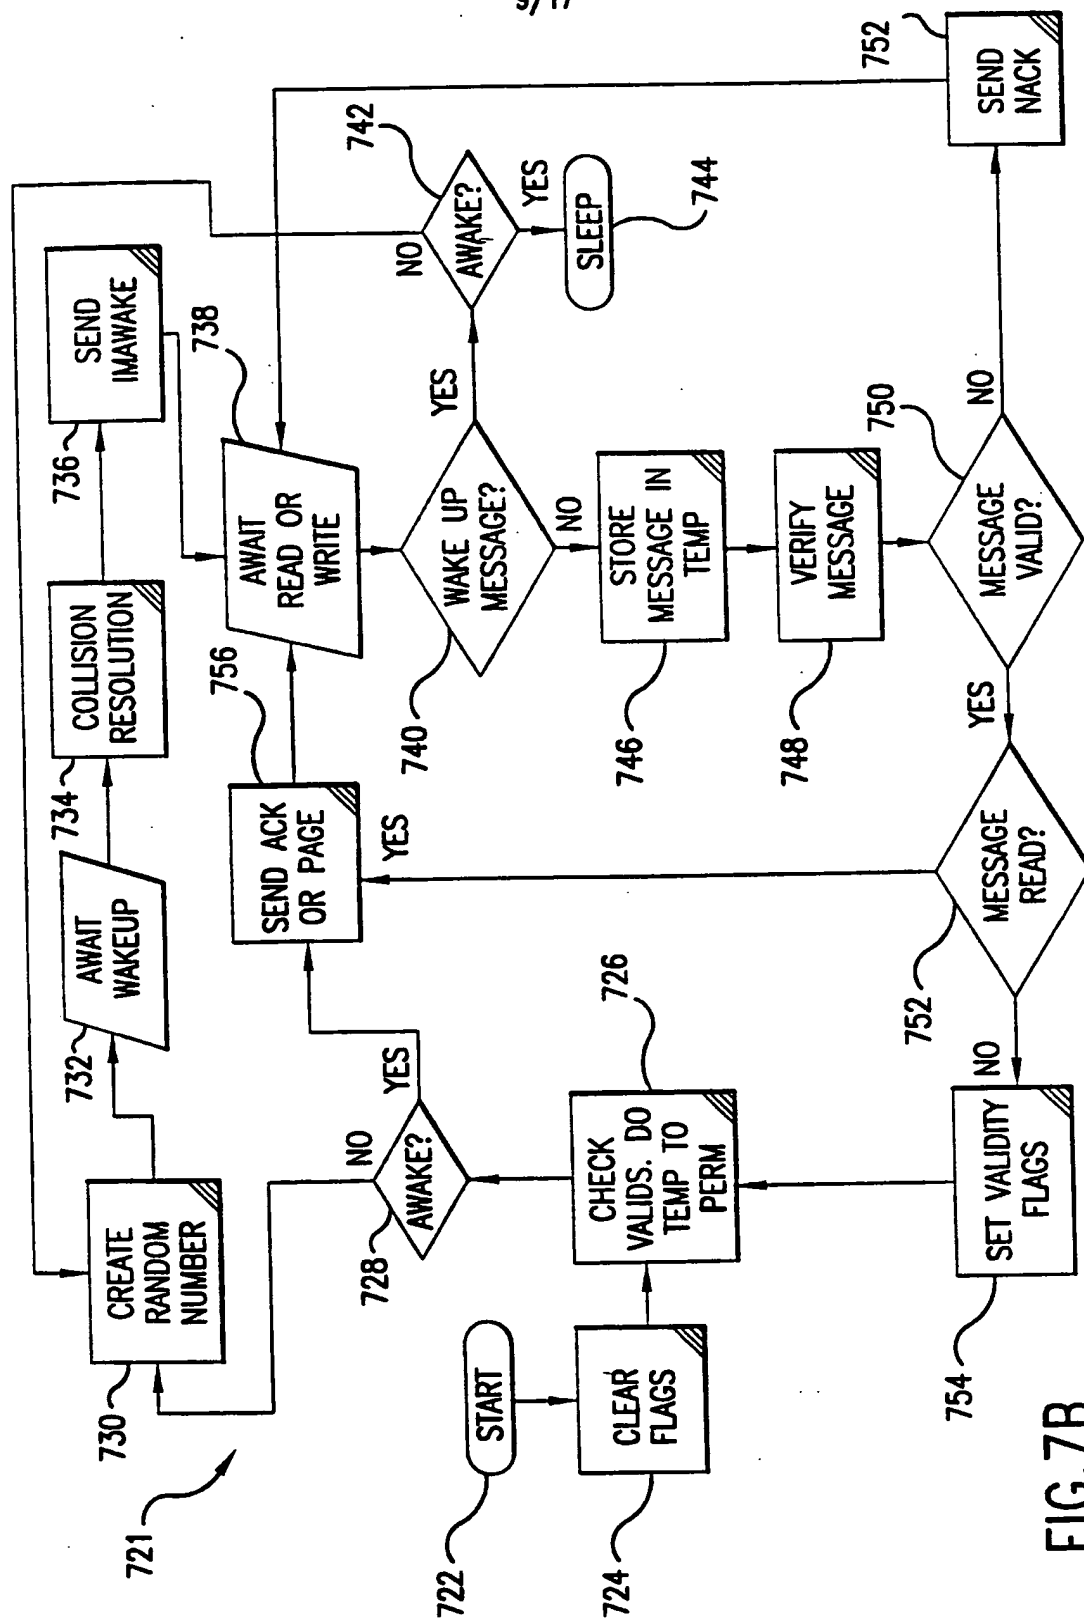 9/17
721
722
START
724
CLEAR
FLAGS
726
CHECK
VALIDS. DO
TEMP TO
PERM
728
AWAKE?
NO
YES
730
CREATE
RANDOM
NUMBER
732
AWAIT
WAKEUP
734
COLLISION
RESOLUTION
736
SEND
IMAWAKE
738
AWAIT
READ OR
WRITE
740
WAKE UP
MESSAGE?
YES
NO
742
AWAKE?
NO
YES
744
SLEEP
746
STORE
MESSAGE IN
TEMP
748
VERIFY
MESSAGE
750
MESSAGE
VALID?
NO
YES
752
SEND
NACK
752
MESSAGE
READ?
YES
NO
754
SET VALIDITY
FLAGS
756
SEND ACK
OR PAGE
FIG.7B